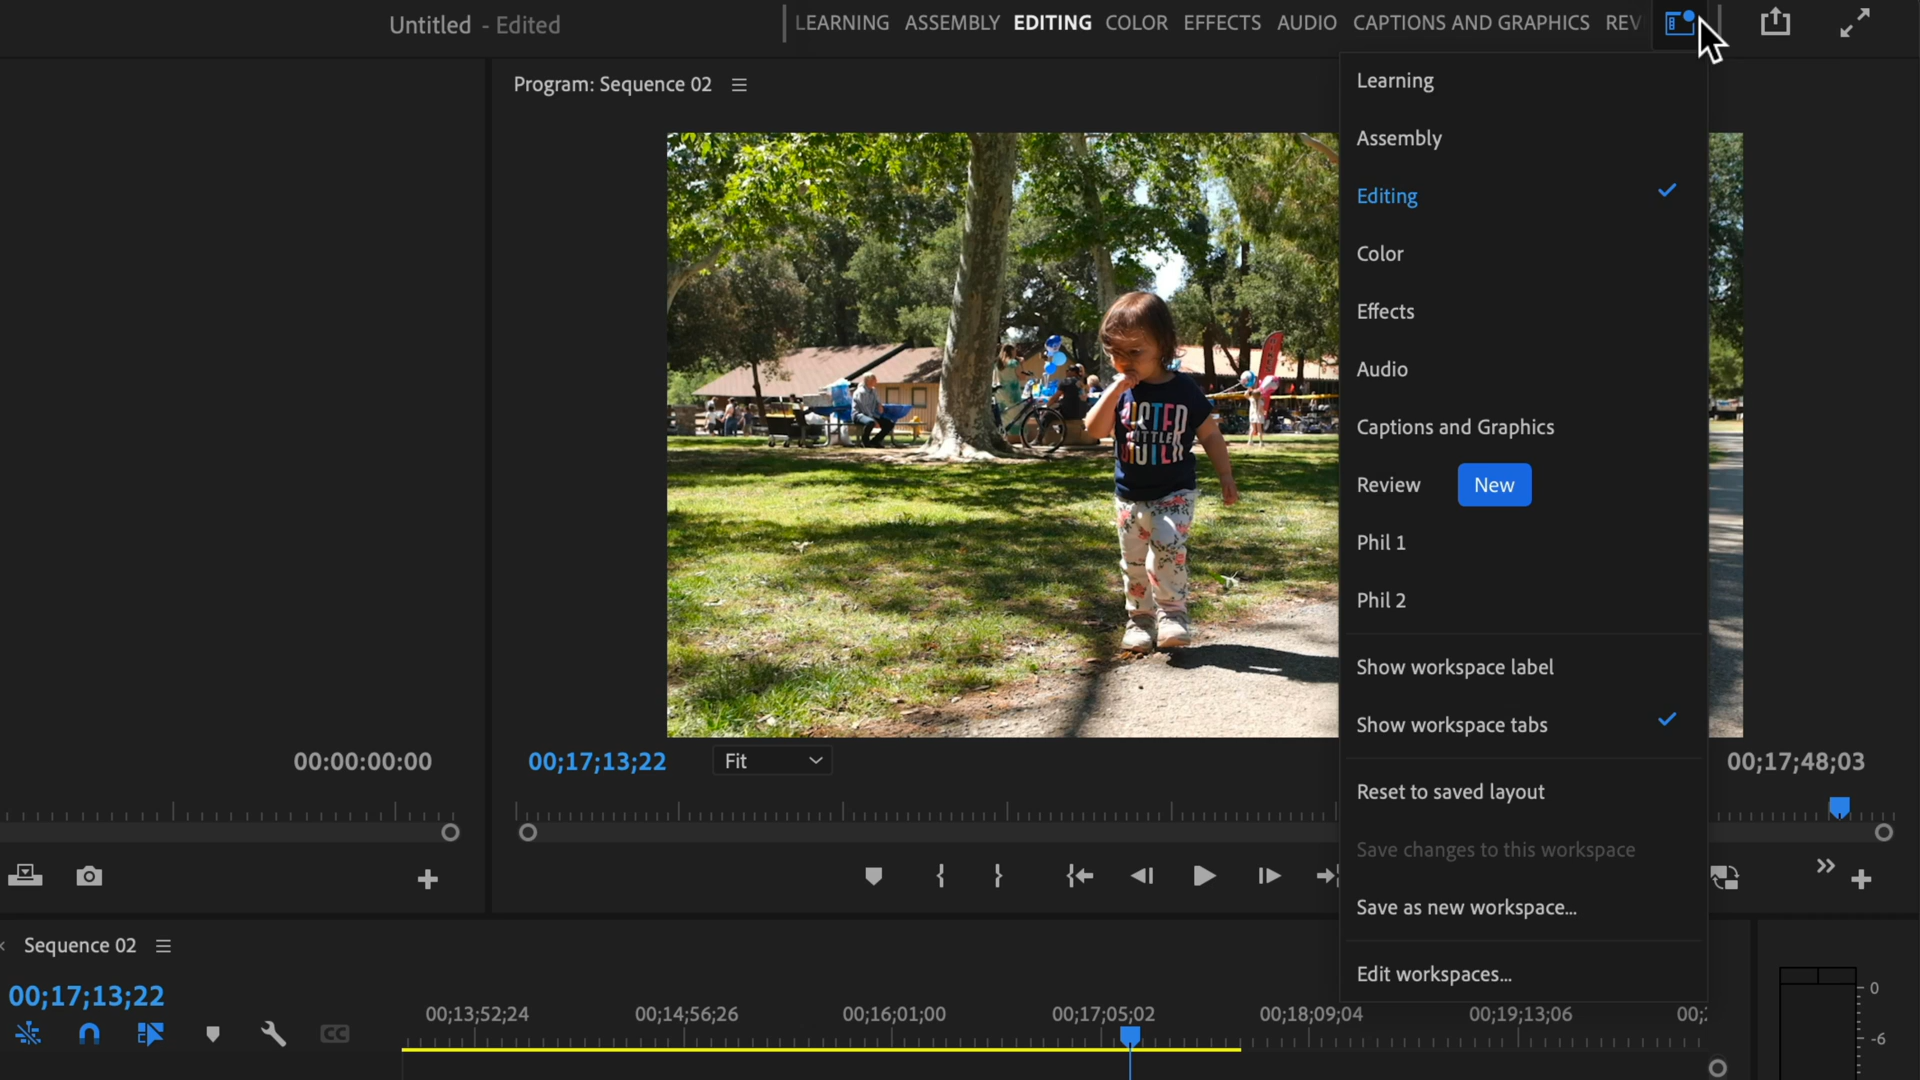 Untitled - Edited
LEARNING ASSEMBLY EDITING COLOR EFFECTS AUDIO CAPTIONS AND GRAPHICS REV
Program: Sequence 02
Learning
Assembly
Editing
Color
Effects
Audio
Captions and Graphics
Review New
Phil 1
Phil 2
Show workspace label
Show workspace tabs
Reset to saved layout
Save changes to this workspace
Save as new workspace...
Edit workspaces...
LITTLE
00:00:00:00
00;17;13;22 Fit
00;17;48;03
Sequence 02
00;17;13;22
00;13;52;24 00;14;56;26 00;16;01;00 00;17;05;02 00;18;09;04 00;19;13;06 00;
CC
0
-6